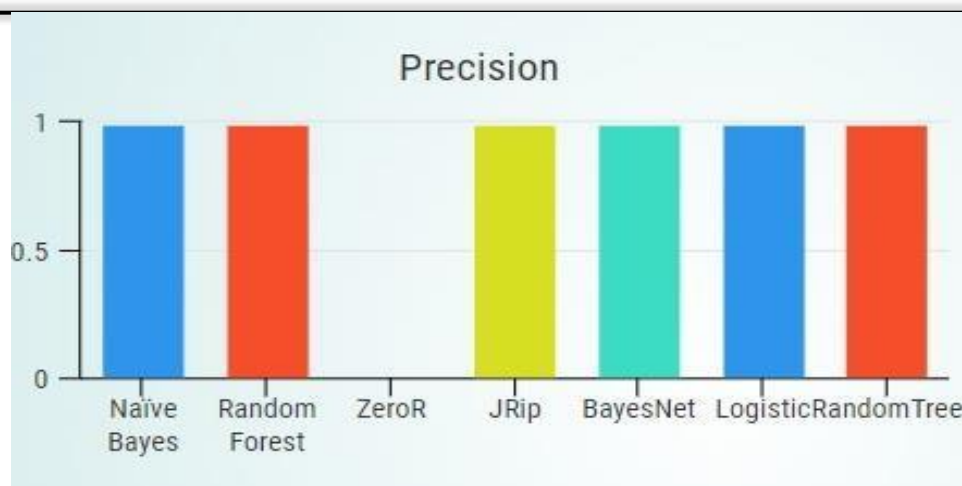 Precision
1
0.5
0
Naïve Bayes
Random Forest
ZeroR
JRip
BayesNet
Logistic
RandomTree